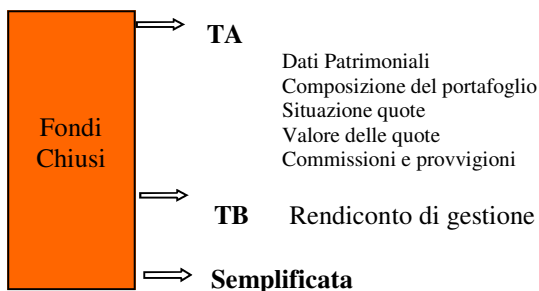 TA
Dati Patrimoniali
Composizione del portafoglio
Situazione quote
Valore delle quote
Commissioni e provvigioni
Fondi
Chiusi
TB Rendiconto di gestione
Semplificata